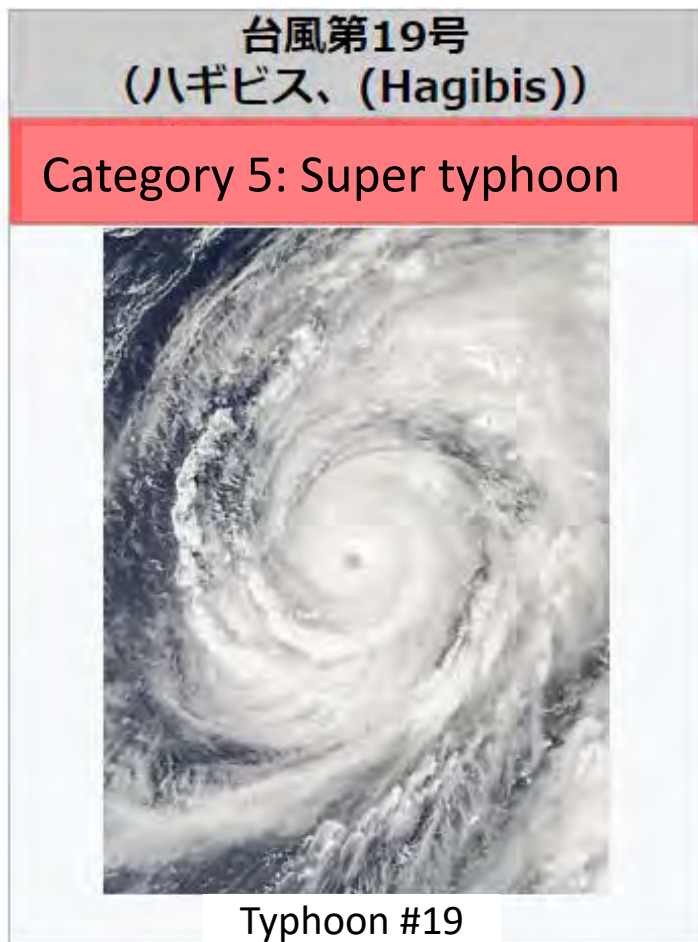 台風第19号
（ハギビス、(Hagibis)）
Category 5: Super typhoon
Typhoon #19